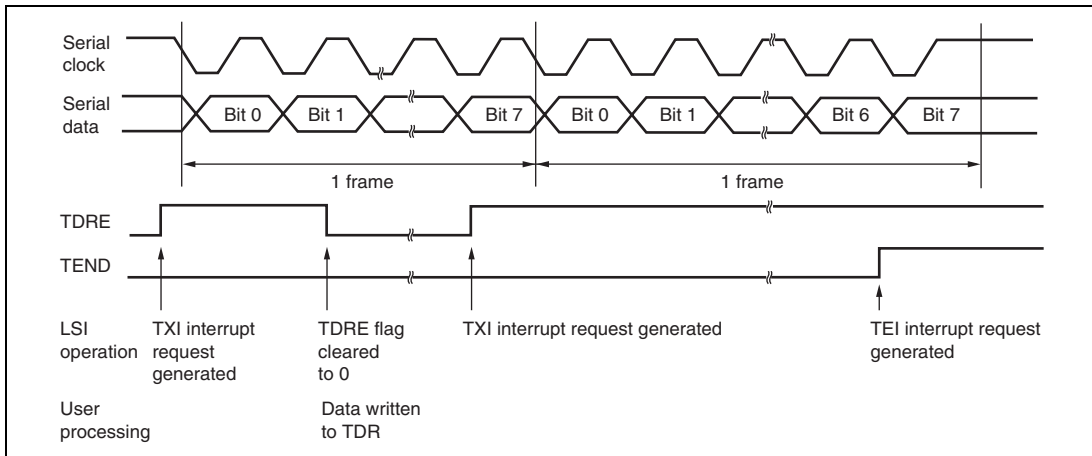 Serial
clock
Serial
data
Bit 0
Bit 1
Bit 7
Bit 0
Bit 1
Bit 6
Bit 7
1 frame
1 frame
TDRE
TEND
LSI
operation
TXI interrupt
request
generated
TDRE flag
cleared
to 0
TXI interrupt request generated
TEI interrupt request
generated
User
processing
Data written
to TDR